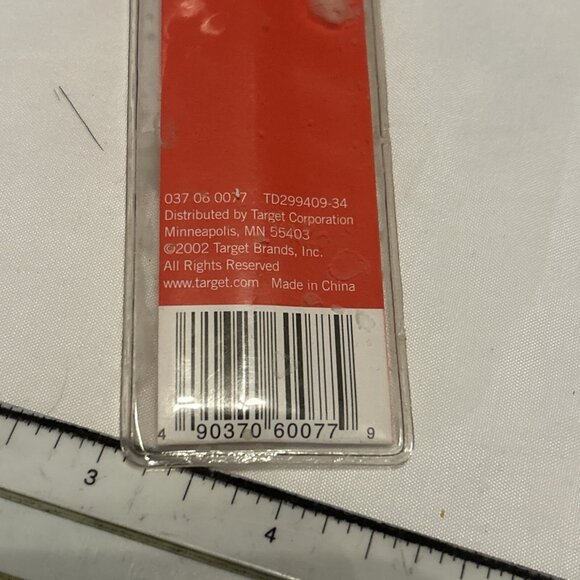 037 06 0077 TD299409-34
Distributed by Target Corporation
Minneapolis, MN 55403
©2002 Target Brands, Inc.
All Rights Reserved
www.target.com Made in China
4 90370 60077 9
3 4